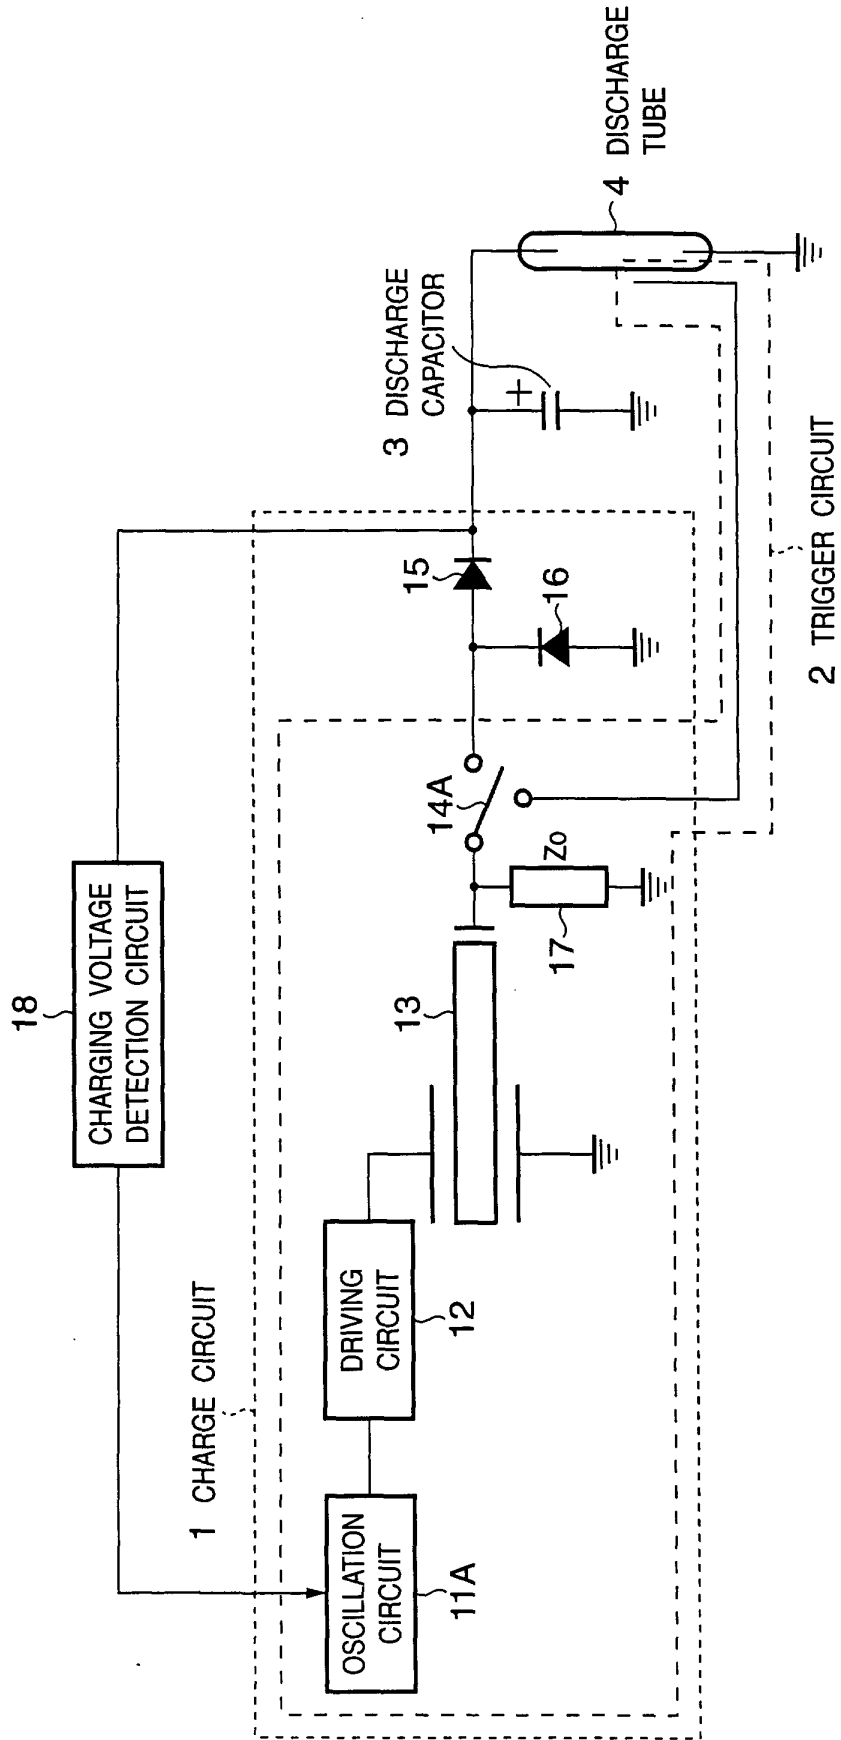 18
CHARGING VOLTAGE
DETECTION CIRCUIT
1 CHARGE CIRCUIT
OSCILLATION
CIRCUIT
11A
DRIVING
CIRCUIT
12
13
17
Zo
14A
15
16
3 DISCHARGE
CAPACITOR
+
4 DISCHARGE
TUBE
2 TRIGGER CIRCUIT